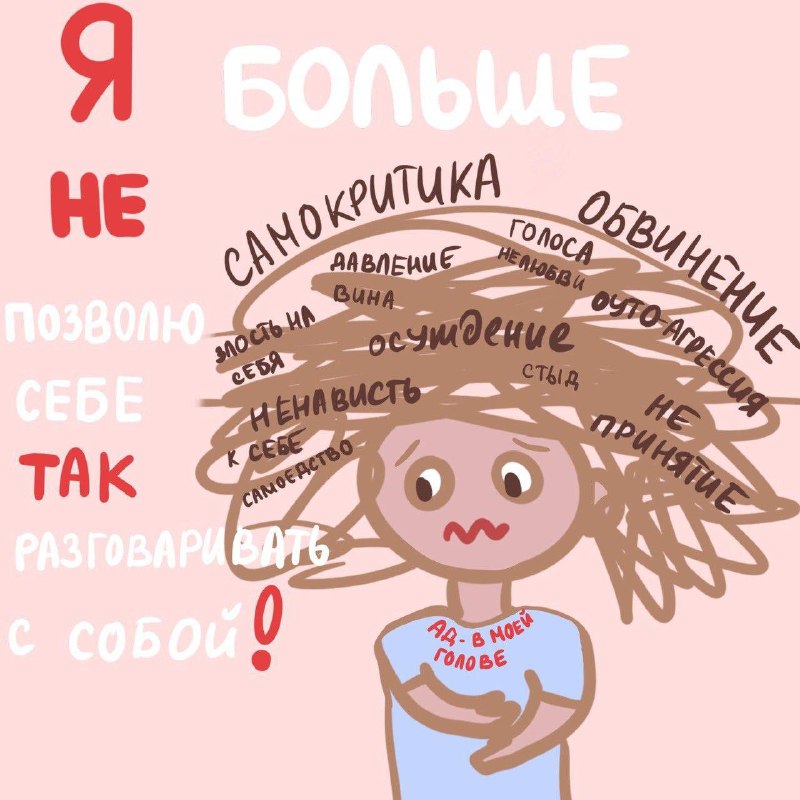 Я БОЛЬШЕ
НЕ
ПОЗВОЛЮ
СЕБЕ
ТАК
РАЗГОВАРИВАТЬ
С СОБОЙ!
САМОКРИТИКА
ОБВИНЕНИЕ
ГОЛОСА
НЕЛЮБВИ
ДАВЛЕНИЕ
ВИНА
ОУТО-АГРЕССИЯ
ЗЛОСТЬ НА
СЕБЯ
ОСУЖДЕНИЕ
СТЫД
НЕНАВИСТЬ
К СЕБЕ
НЕ
ПРИНЯТИЕ
САМОЕДСТВО
АД - В МОЕЙ
ГОЛОВЕ